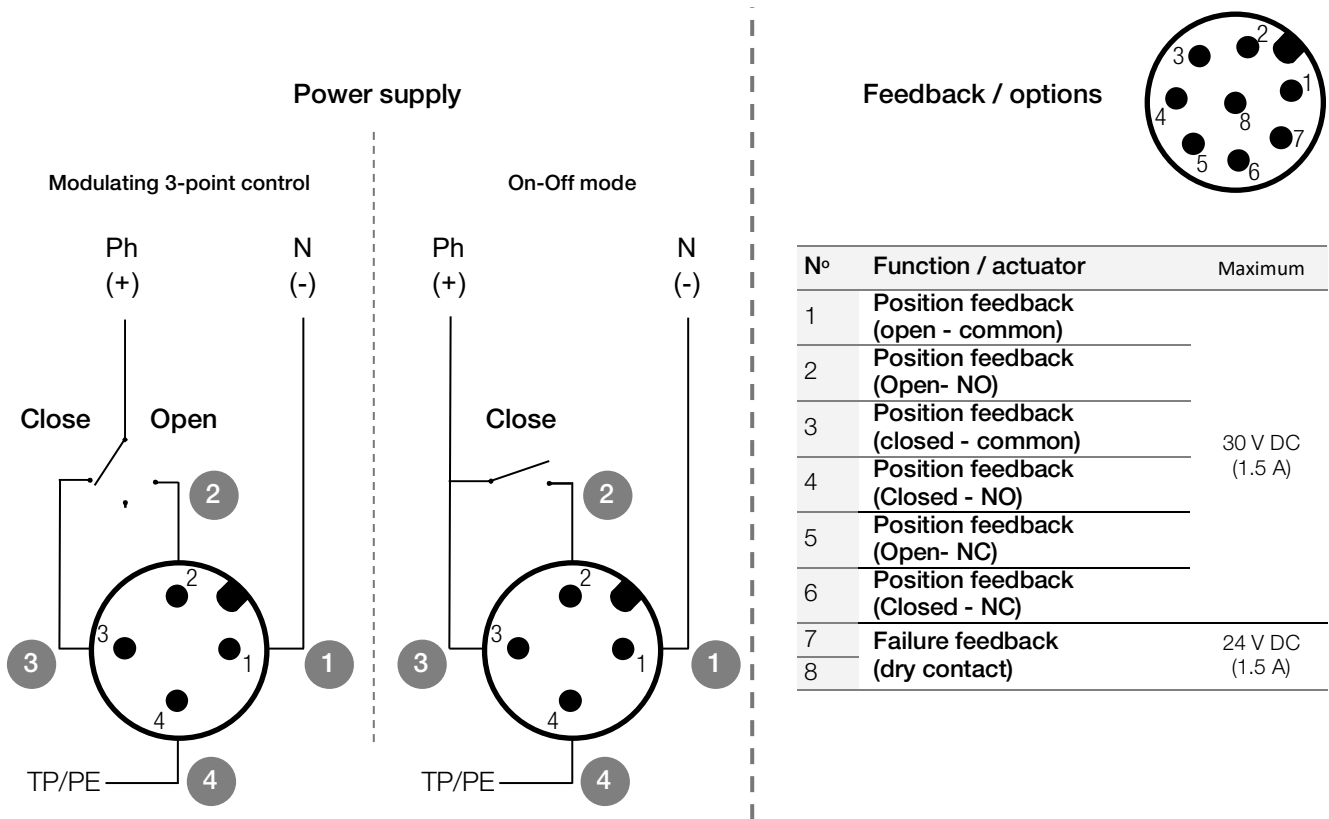 Power supply
Modulating 3-point control
Ph
(+)
N
(-)
Close
Open
2
2
3
1
4
3
1
TP/PE
4
On-Off mode
Ph
(+)
N
(-)
Close
2
2
3
1
4
3
1
TP/PE
4
Feedback / options
2
3
1
4
8
7
5
6
Nº Function / actuator Maximum
1 Position feedback
(open - common)
2 Position feedback
(Open- NO)
3 Position feedback
(closed - common)
30 V DC
(1.5 A)
4 Position feedback
(Closed - NO)
5 Position feedback
(Open- NC)
6 Position feedback
(Closed - NC)
7 Failure feedback
8 (dry contact)
24 V DC
(1.5 A)